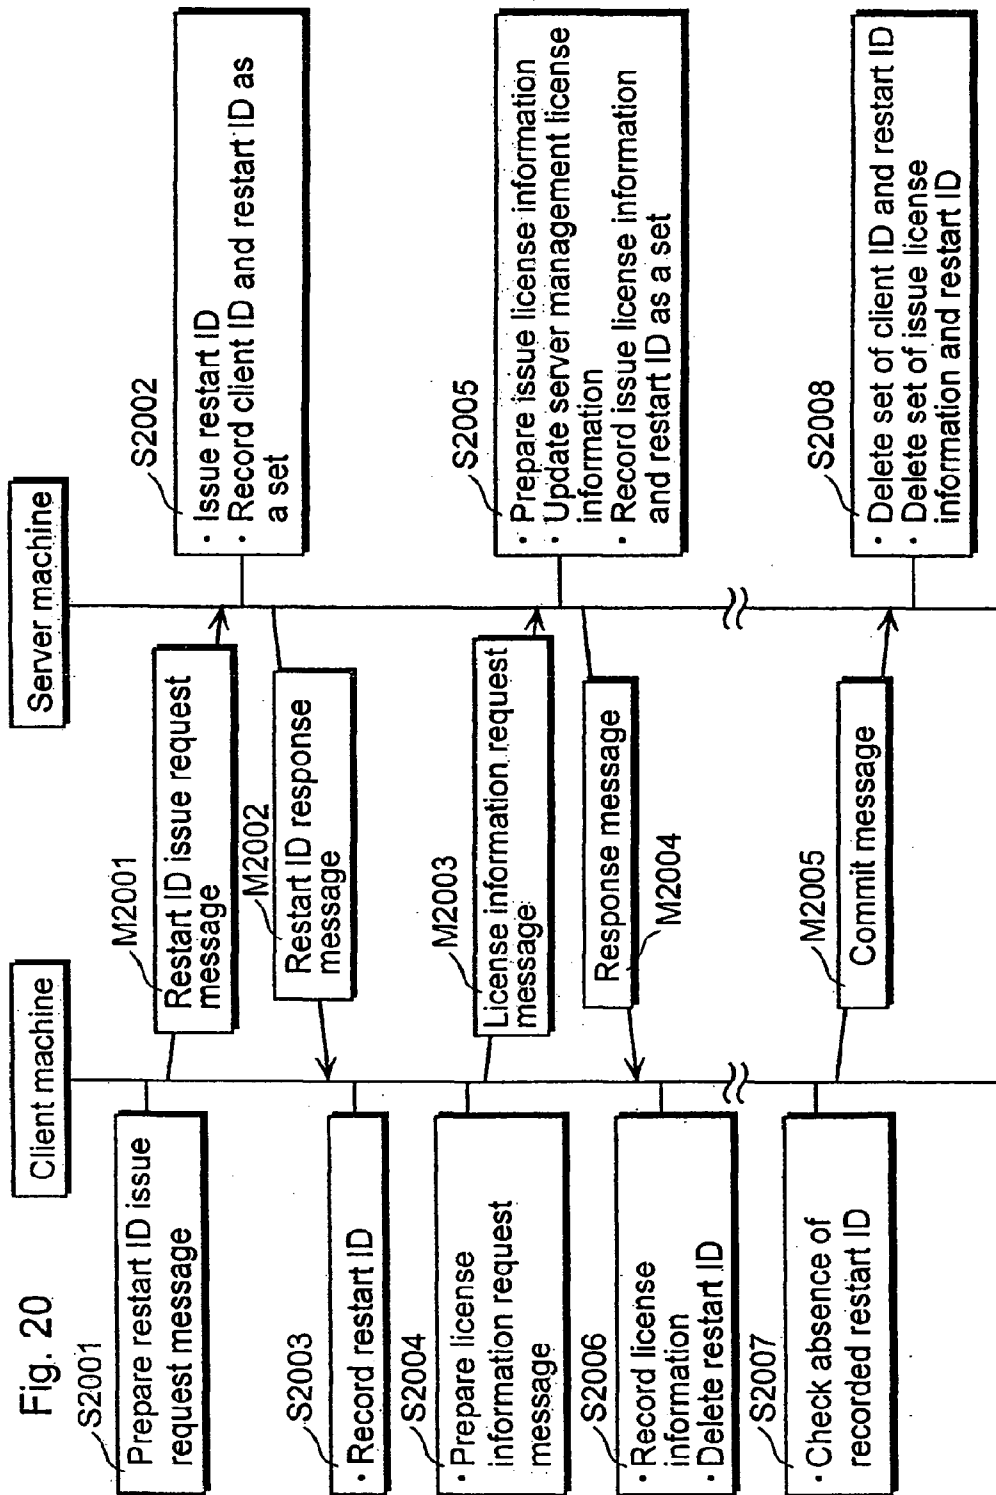 Fig. 20
Client machine
Server machine
S2001
Prepare restart ID issue
request message
M2001
Restart ID issue request
message
S2002
· Issue restart ID
· Record client ID and restart ID as
a set
M2002
Restart ID response
message
S2003
· Record restart ID
S2004
· Prepare license
information request
message
M2003
License information request
message
S2005
· Prepare issue license information
· Update server management license
information
· Record issue license information
and restart ID as a set
Response message
M2004
S2006
· Record license
information
· Delete restart ID
S2007
· Check absence of
recorded restart ID
M2005
Commit message
S2008
· Delete set of client ID and restart ID
· Delete set of issue license
information and restart ID